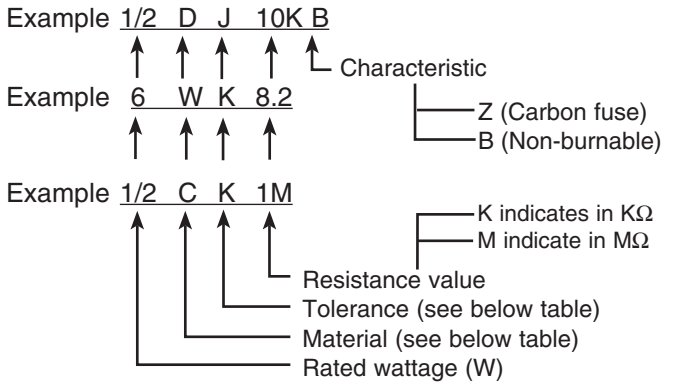 Example 1/2 D J 10K B
Characteristic
Example 6 W K 8.2
Z (Carbon fuse)
B (Non-burnable)
Example 1/2 C K 1M
K indicates in KΩ
M indicate in MΩ
Resistance value
Tolerance (see below table)
Material (see below table)
Rated wattage (W)